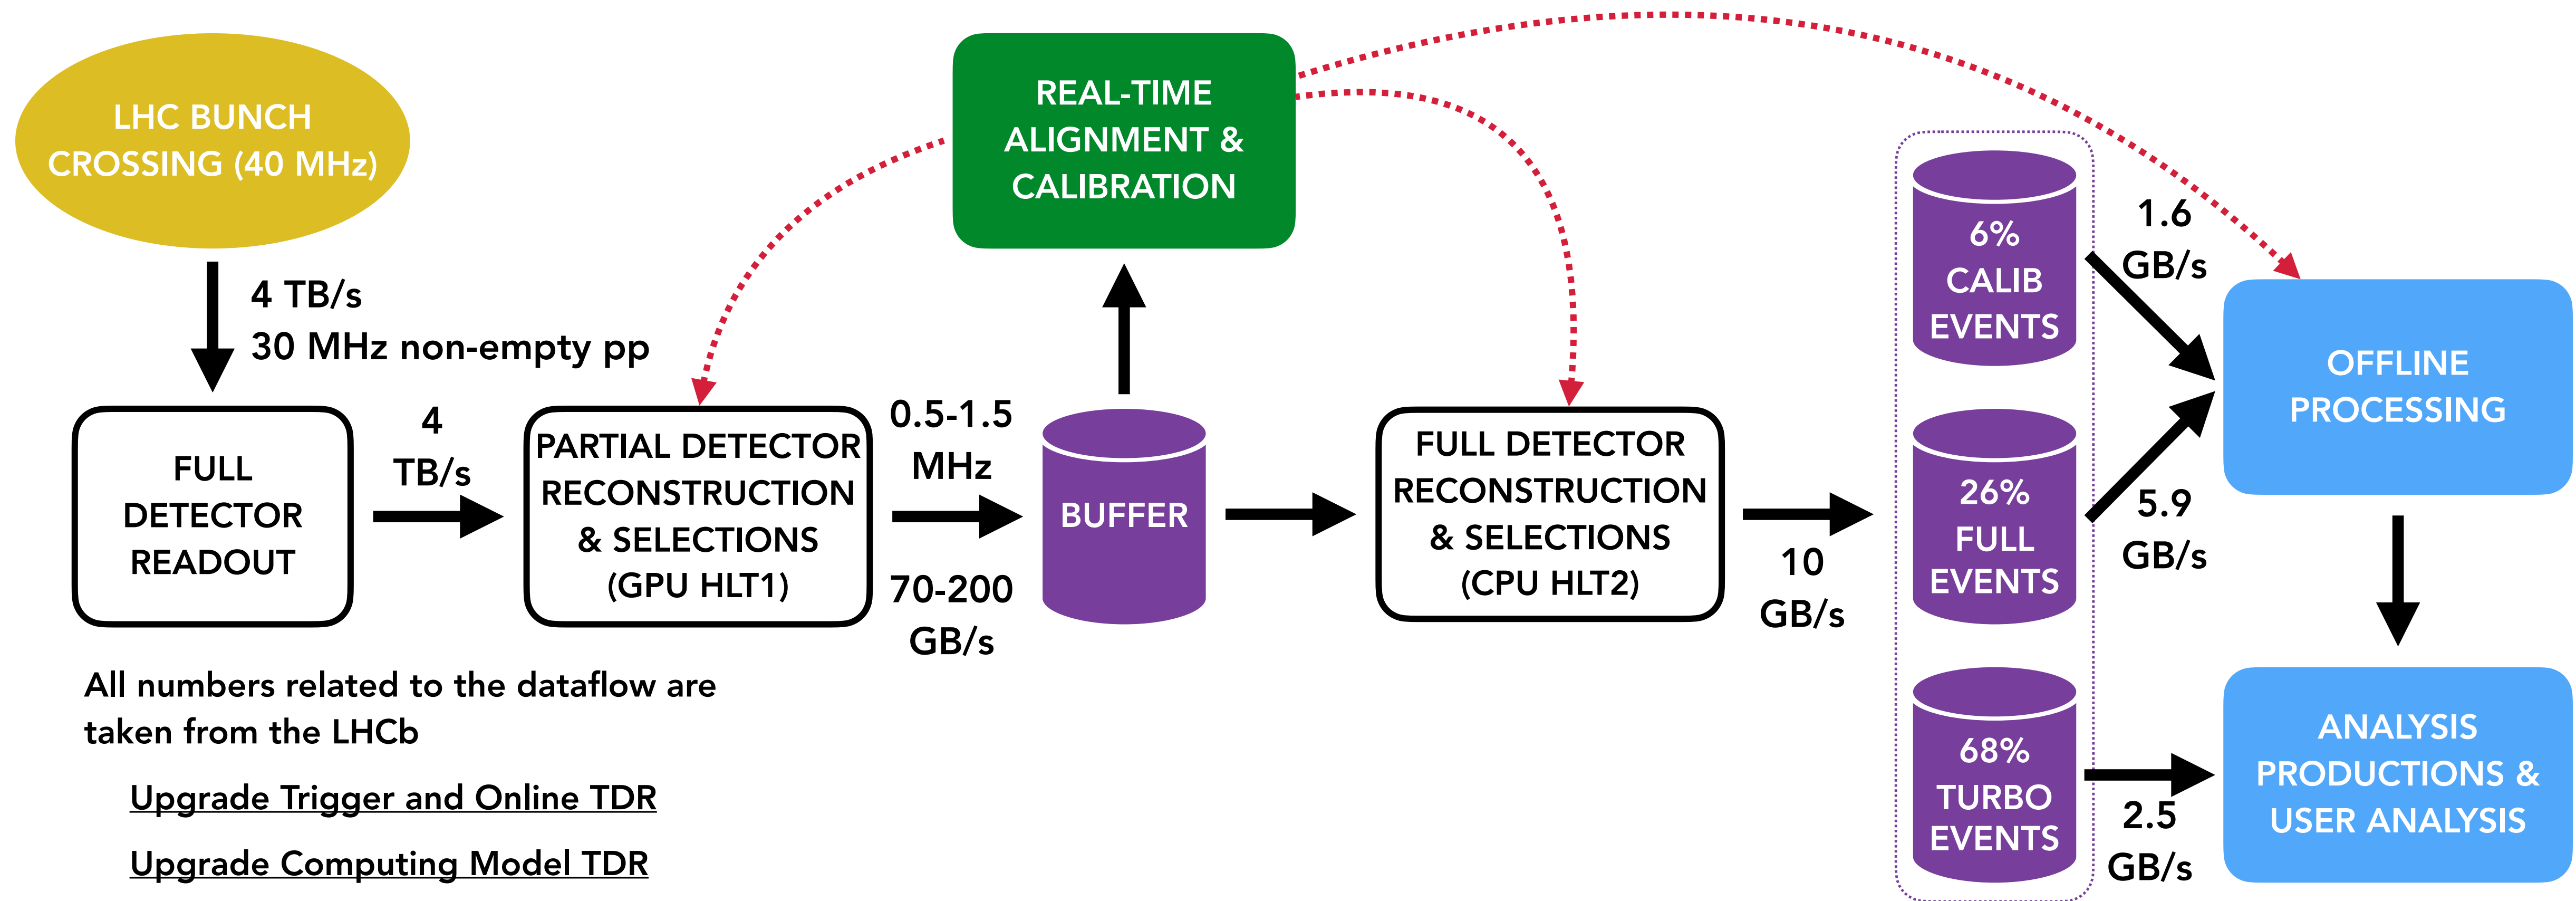 LHC BUNCH
CROSSING (40 MHz)
4 TB/s
30 MHz non-empty pp
FULL
DETECTOR
READOUT
4
TB/s
PARTIAL DETECTOR
RECONSTRUCTION
& SELECTIONS
(GPU HLT1)
0.5-1.5
MHz
70-200
GB/s
BUFFER
REAL-TIME
ALIGNMENT &
CALIBRATION
FULL DETECTOR
RECONSTRUCTION
& SELECTIONS
(CPU HLT2)
10
GB/s
6%
CALIB
EVENTS
1.6
GB/s
26%
FULL
EVENTS
5.9
GB/s
68%
TURBO
EVENTS
2.5
GB/s
OFFLINE
PROCESSING
ANALYSIS
PRODUCTIONS &
USER ANALYSIS
All numbers related to the dataflow are
taken from the LHCb
Upgrade Trigger and Online TDR
Upgrade Computing Model TDR